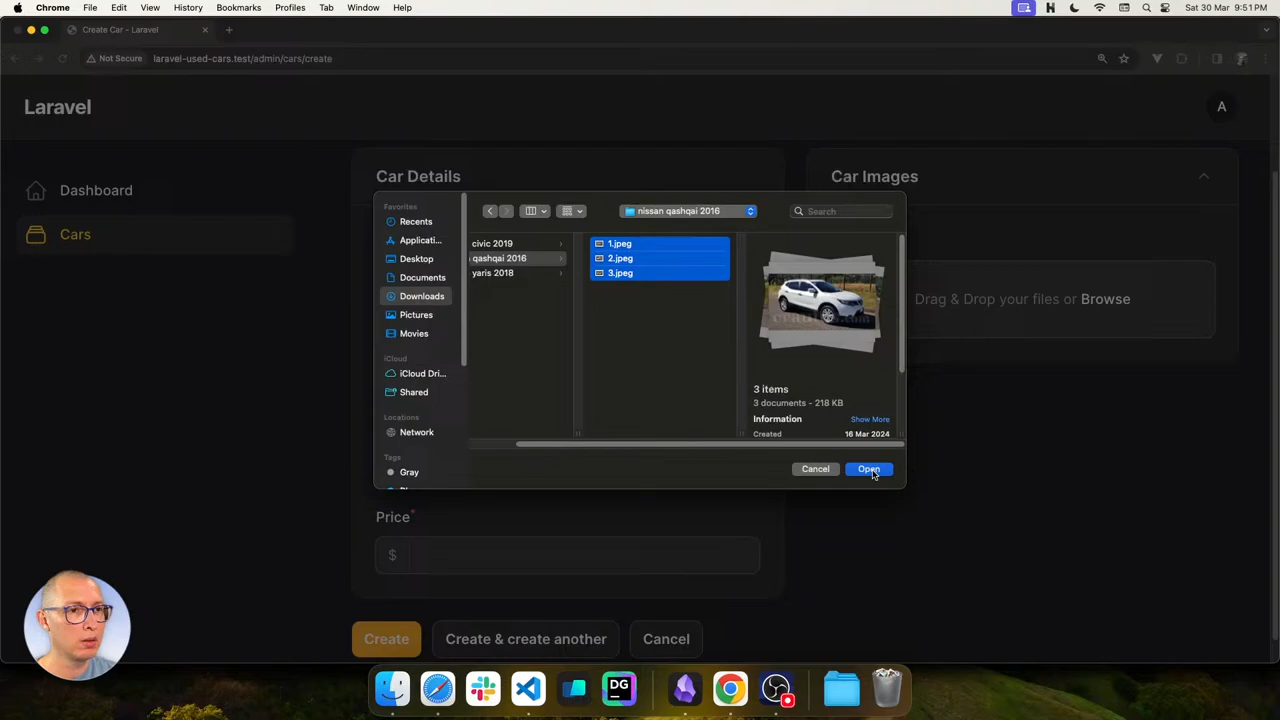 Chrome File Edit View History Bookmarks Profiles Tab Window Help Sat 30 Mar 9:51 PM
Create Car - Laravel
Not Secure laravel-used-cars.test/admin/cars/create
Laravel
A
Dashboard
Cars
Car Details
Car Images
Drag & Drop your files or Browse
Favorites
Recents
Applicati...
Desktop
Documents
Downloads
Pictures
Movies
iCloud
iCloud Dri...
Shared
Locations
Network
Tags
Gray
nissan qashqai 2016
Search
civic 2019
qashqai 2016
yaris 2018
1.jpeg
2.jpeg
3.jpeg
3 items
3 documents - 218 KB
Information Show More
Created 16 Mar 2024
Cancel Open
Price*
$
Create Create & create another Cancel
DG